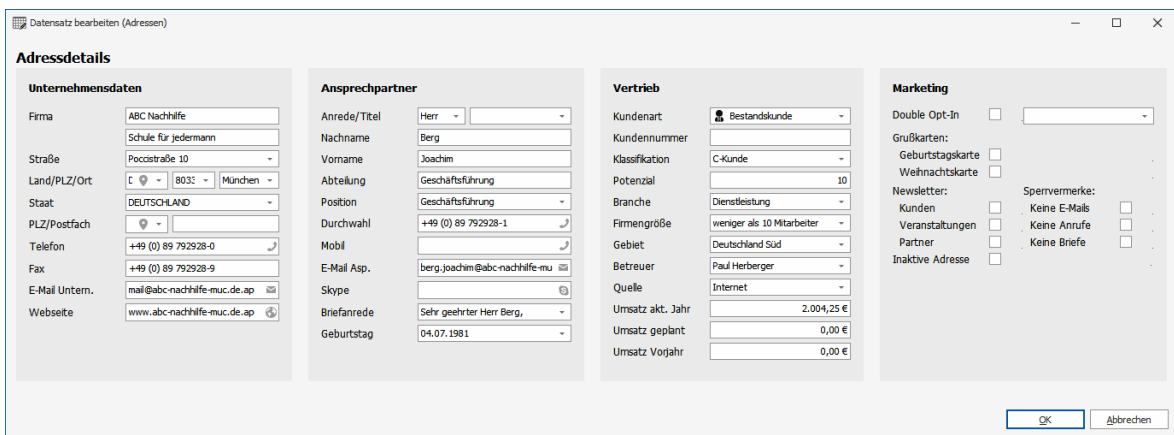 Datensatz bearbeiten (Adressen)
Adressdetails
Unternehmensdaten
Firma ABC Nachhilfe
Schule für jedermann
Straße Poccistraße 10
Land/PLZ/Ort 8033 München
Staat DEUTSCHLAND
PLZ/Postfach
Telefon +49 (0) 89 792928-0
Fax +49 (0) 89 792928-9
E-Mail Untern. mail@abc-nachhilfe-muc.de.ap
Webseite www.abc-nachhilfe-muc.de.ap
Ansprechpartner
Anrede/Titel Herr
Nachname Berg
Vorname Joachim
Abteilung Geschäftsführung
Position Geschäftsführung
Durchwahl +49 (0) 89 792928-1
Mobil
E-Mail Asp. berg.joachim@abc-nachhilfe-mu
Skype
Briefanrede Sehr geehrter Herr Berg,
Geburtstag 04.07.1981
Vertrieb
Kundenart Bestandskunde
Kundennummer
Klassifikation C-Kunde
Potenzial 10
Branche Dienstleistung
Firmengröße weniger als 10 Mitarbeiter
Gebiet Deutschland Süd
Betreuer Paul Herberger
Quelle Internet
Umsatz akt. Jahr 2.004,25 €
Umsatz geplant 0,00 €
Umsatz Vorjahr 0,00 €
Marketing
Double Opt-In
Grußkarten:
Geburtstagskarte
Weihnachtskarte
Newsletter: Sperrvermerke:
Kunden Keine E-Mails
Veranstaltungen Keine Anrufe
Partner Keine Briefe
Inaktive Adresse
OK Abbrechen